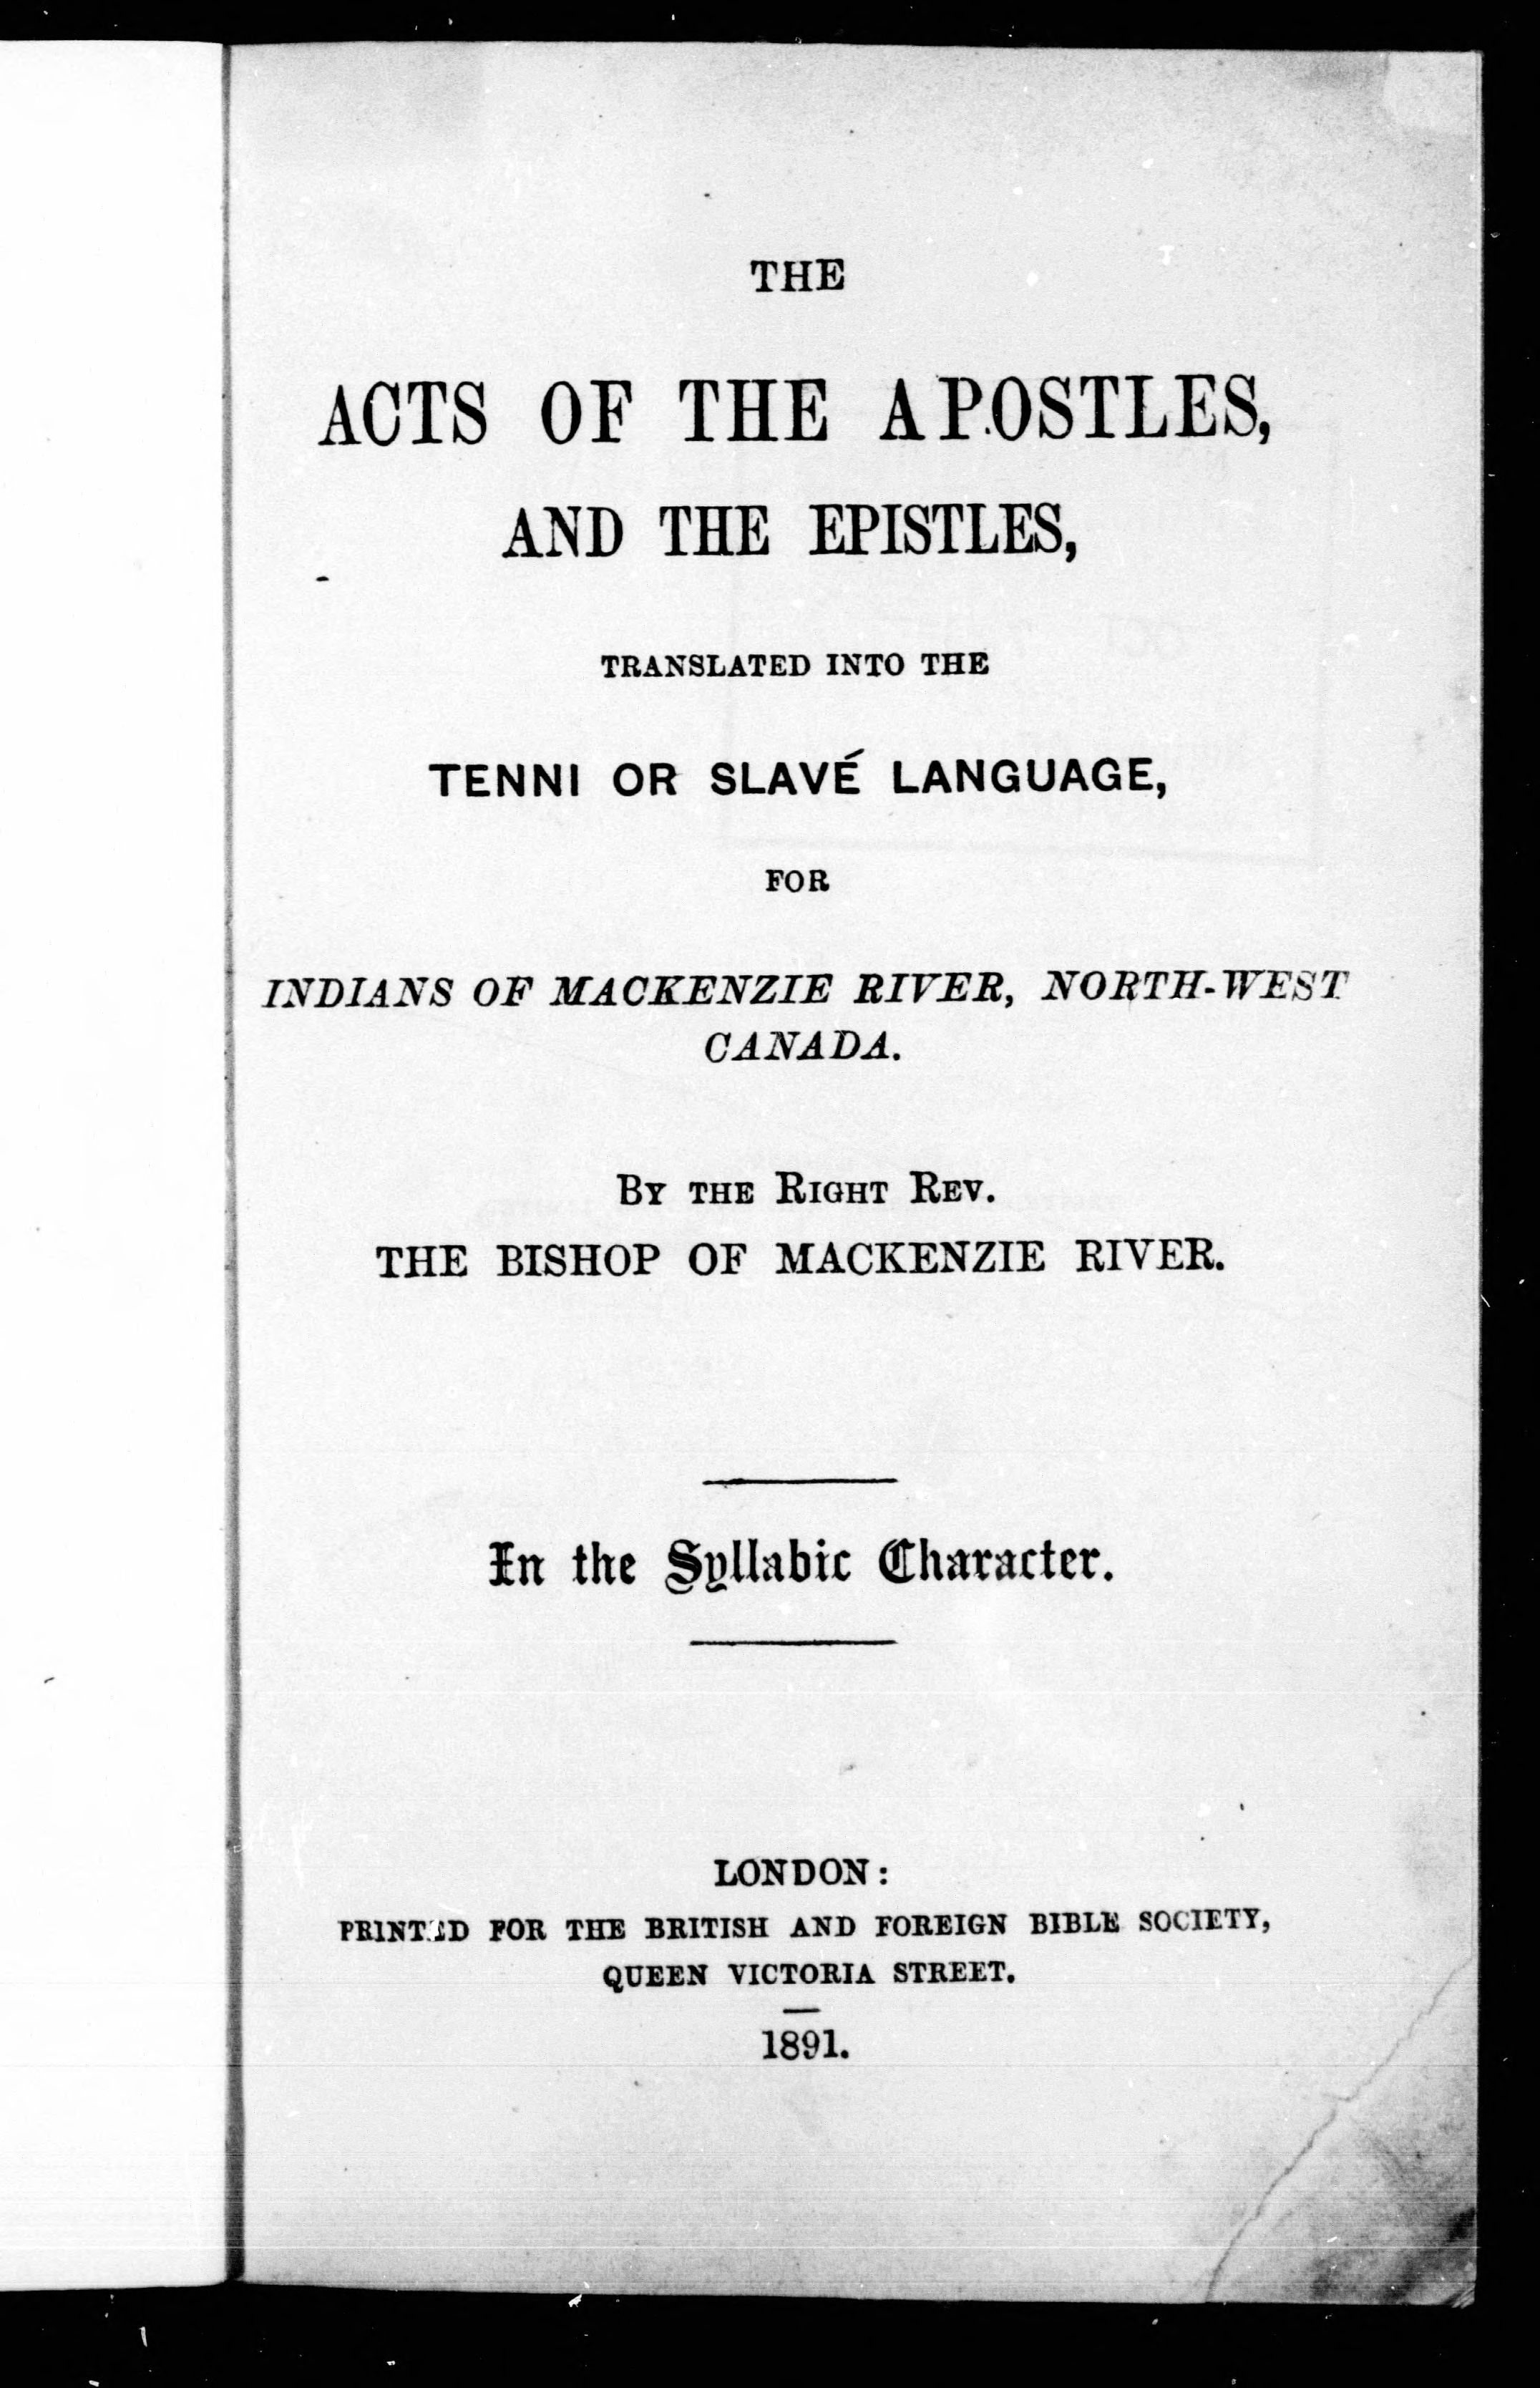 THE
ACTS OF THE APOSTLES,
AND THE EPISTLES,
TRANSLATED INTO THE
TENNI OR SLAVÉ LANGUAGE,
FOR
INDIANS OF MACKENZIE RIVER, NORTH-WEST
CANADA.
BY THE RIGHT REV.
THE BISHOP OF MACKENZIE RIVER.
In the Syllabic Character.
LONDON:
PRINTED FOR THE BRITISH AND FOREIGN BIBLE SOCIETY,
QUEEN VICTORIA STREET.
1891.